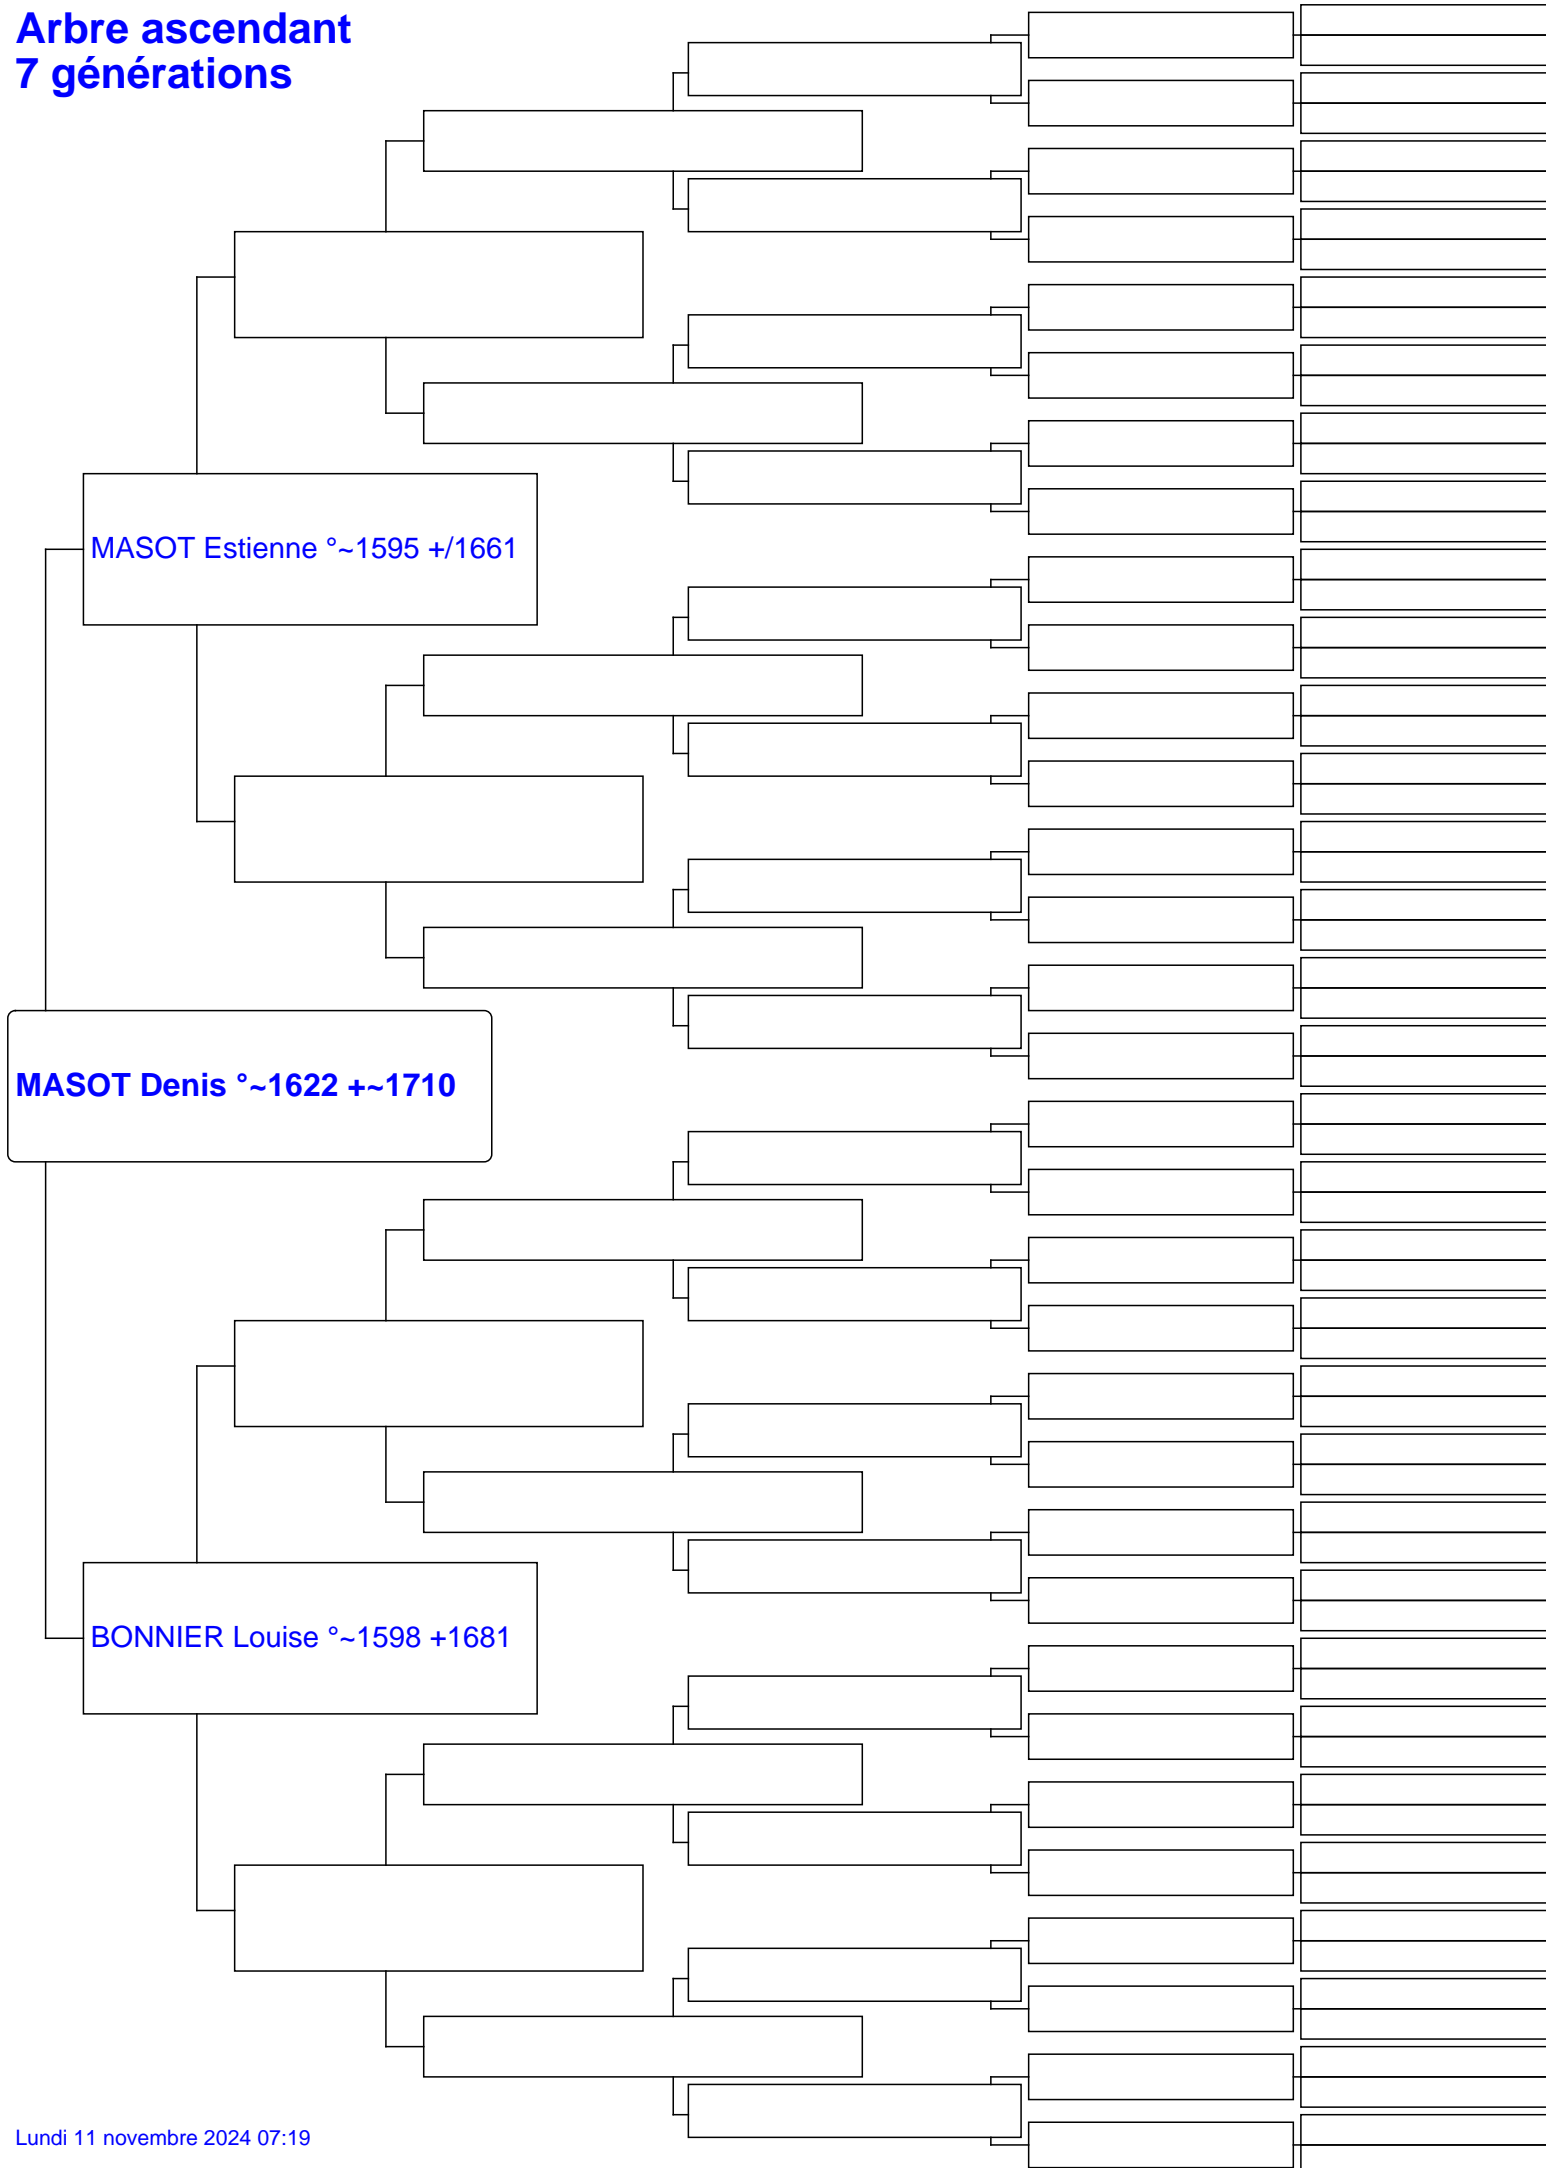 Arbre ascendant
7 générations
MASOT Estienne °~1595 +/1661
MASOT Denis °~1622 +~1710
BONNIER Louise °~1598 +1681
Lundi 11 novembre 2024 07:19